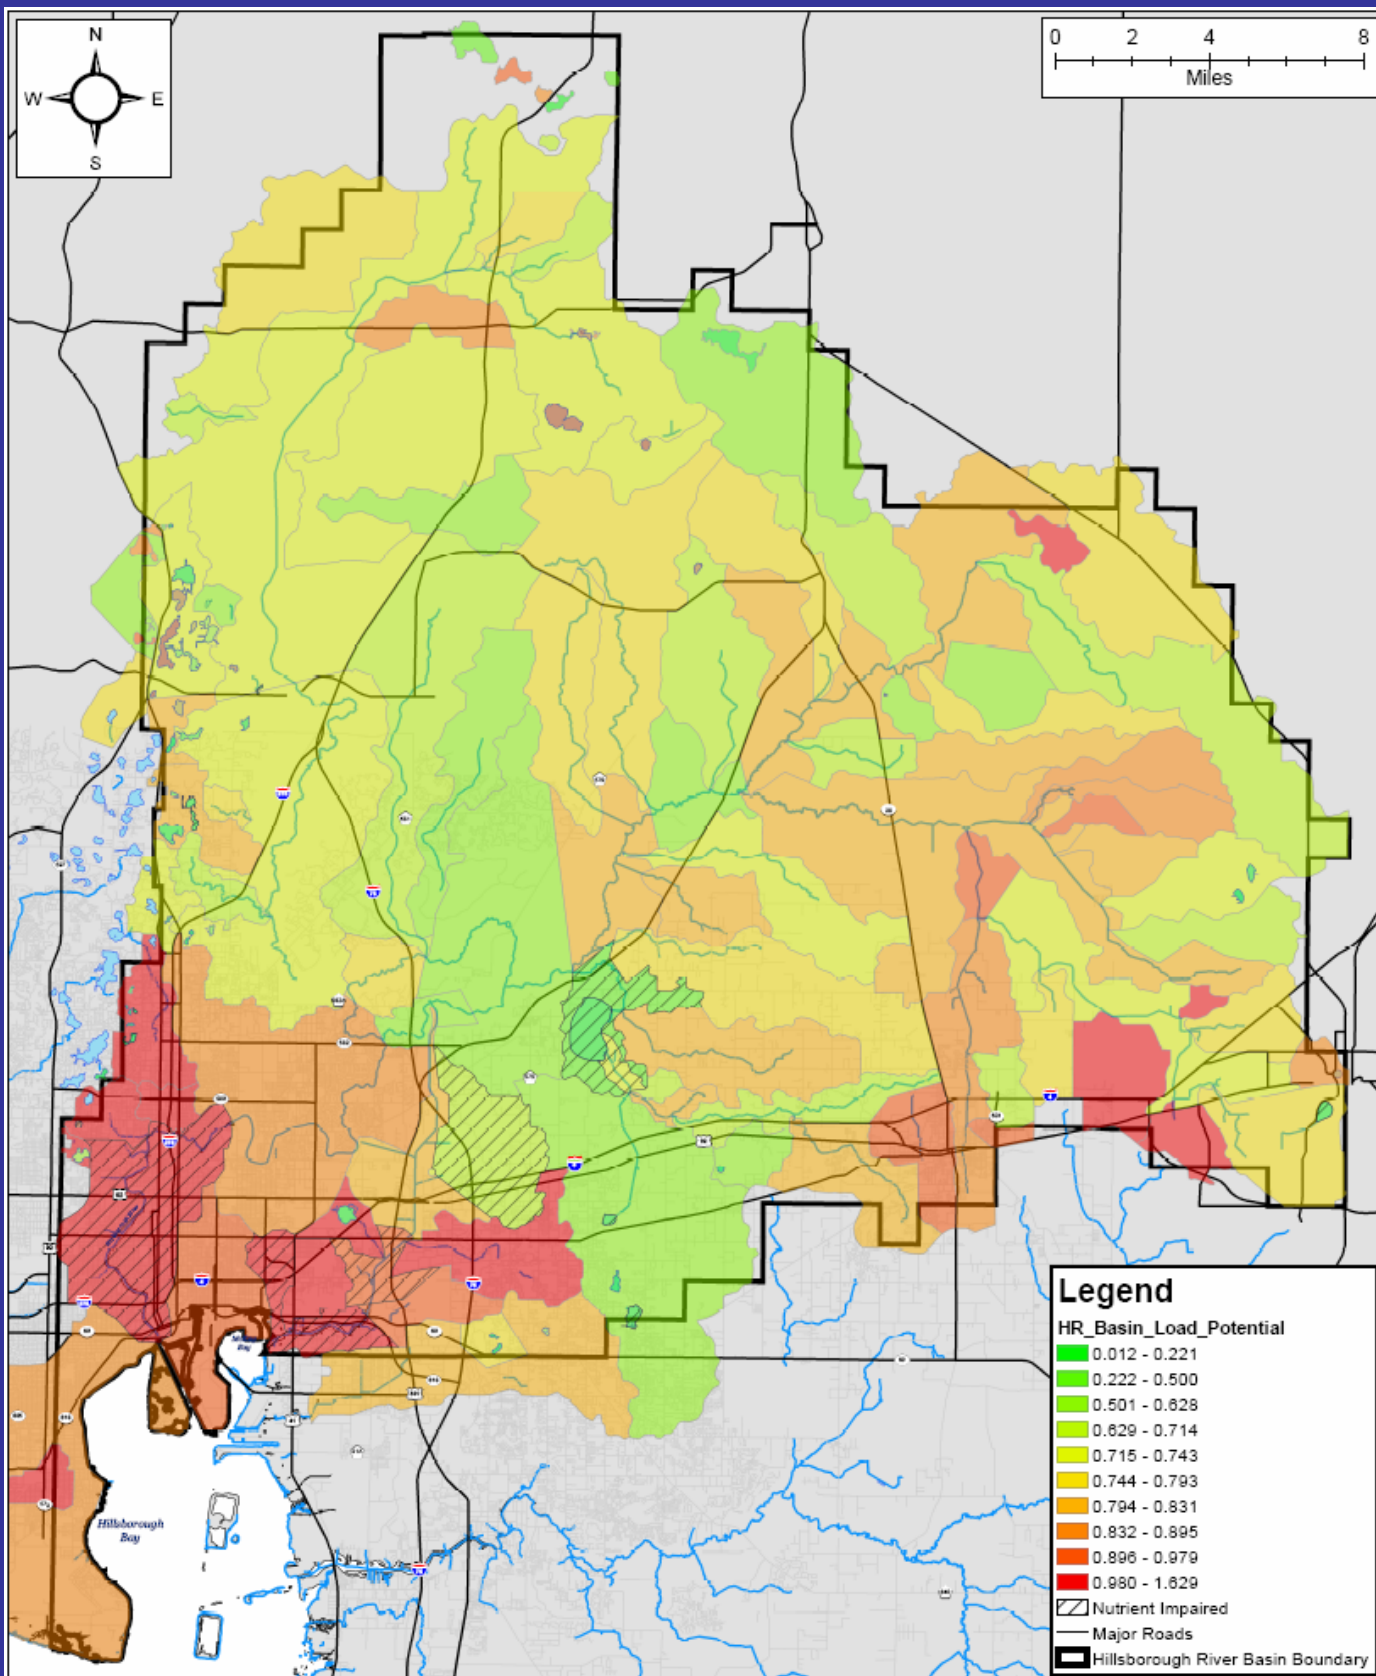 N
W E
S
0 2 4 8
Miles
Hillsborough
Bay
Legend
HR_Basin_Load_Potential
0.012 - 0.221
0.222 - 0.500
0.501 - 0.628
0.629 - 0.714
0.715 - 0.743
0.744 - 0.793
0.794 - 0.831
0.832 - 0.895
0.896 - 0.979
0.980 - 1.629
Nutrient Impaired
Major Roads
Hillsborough River Basin Boundary